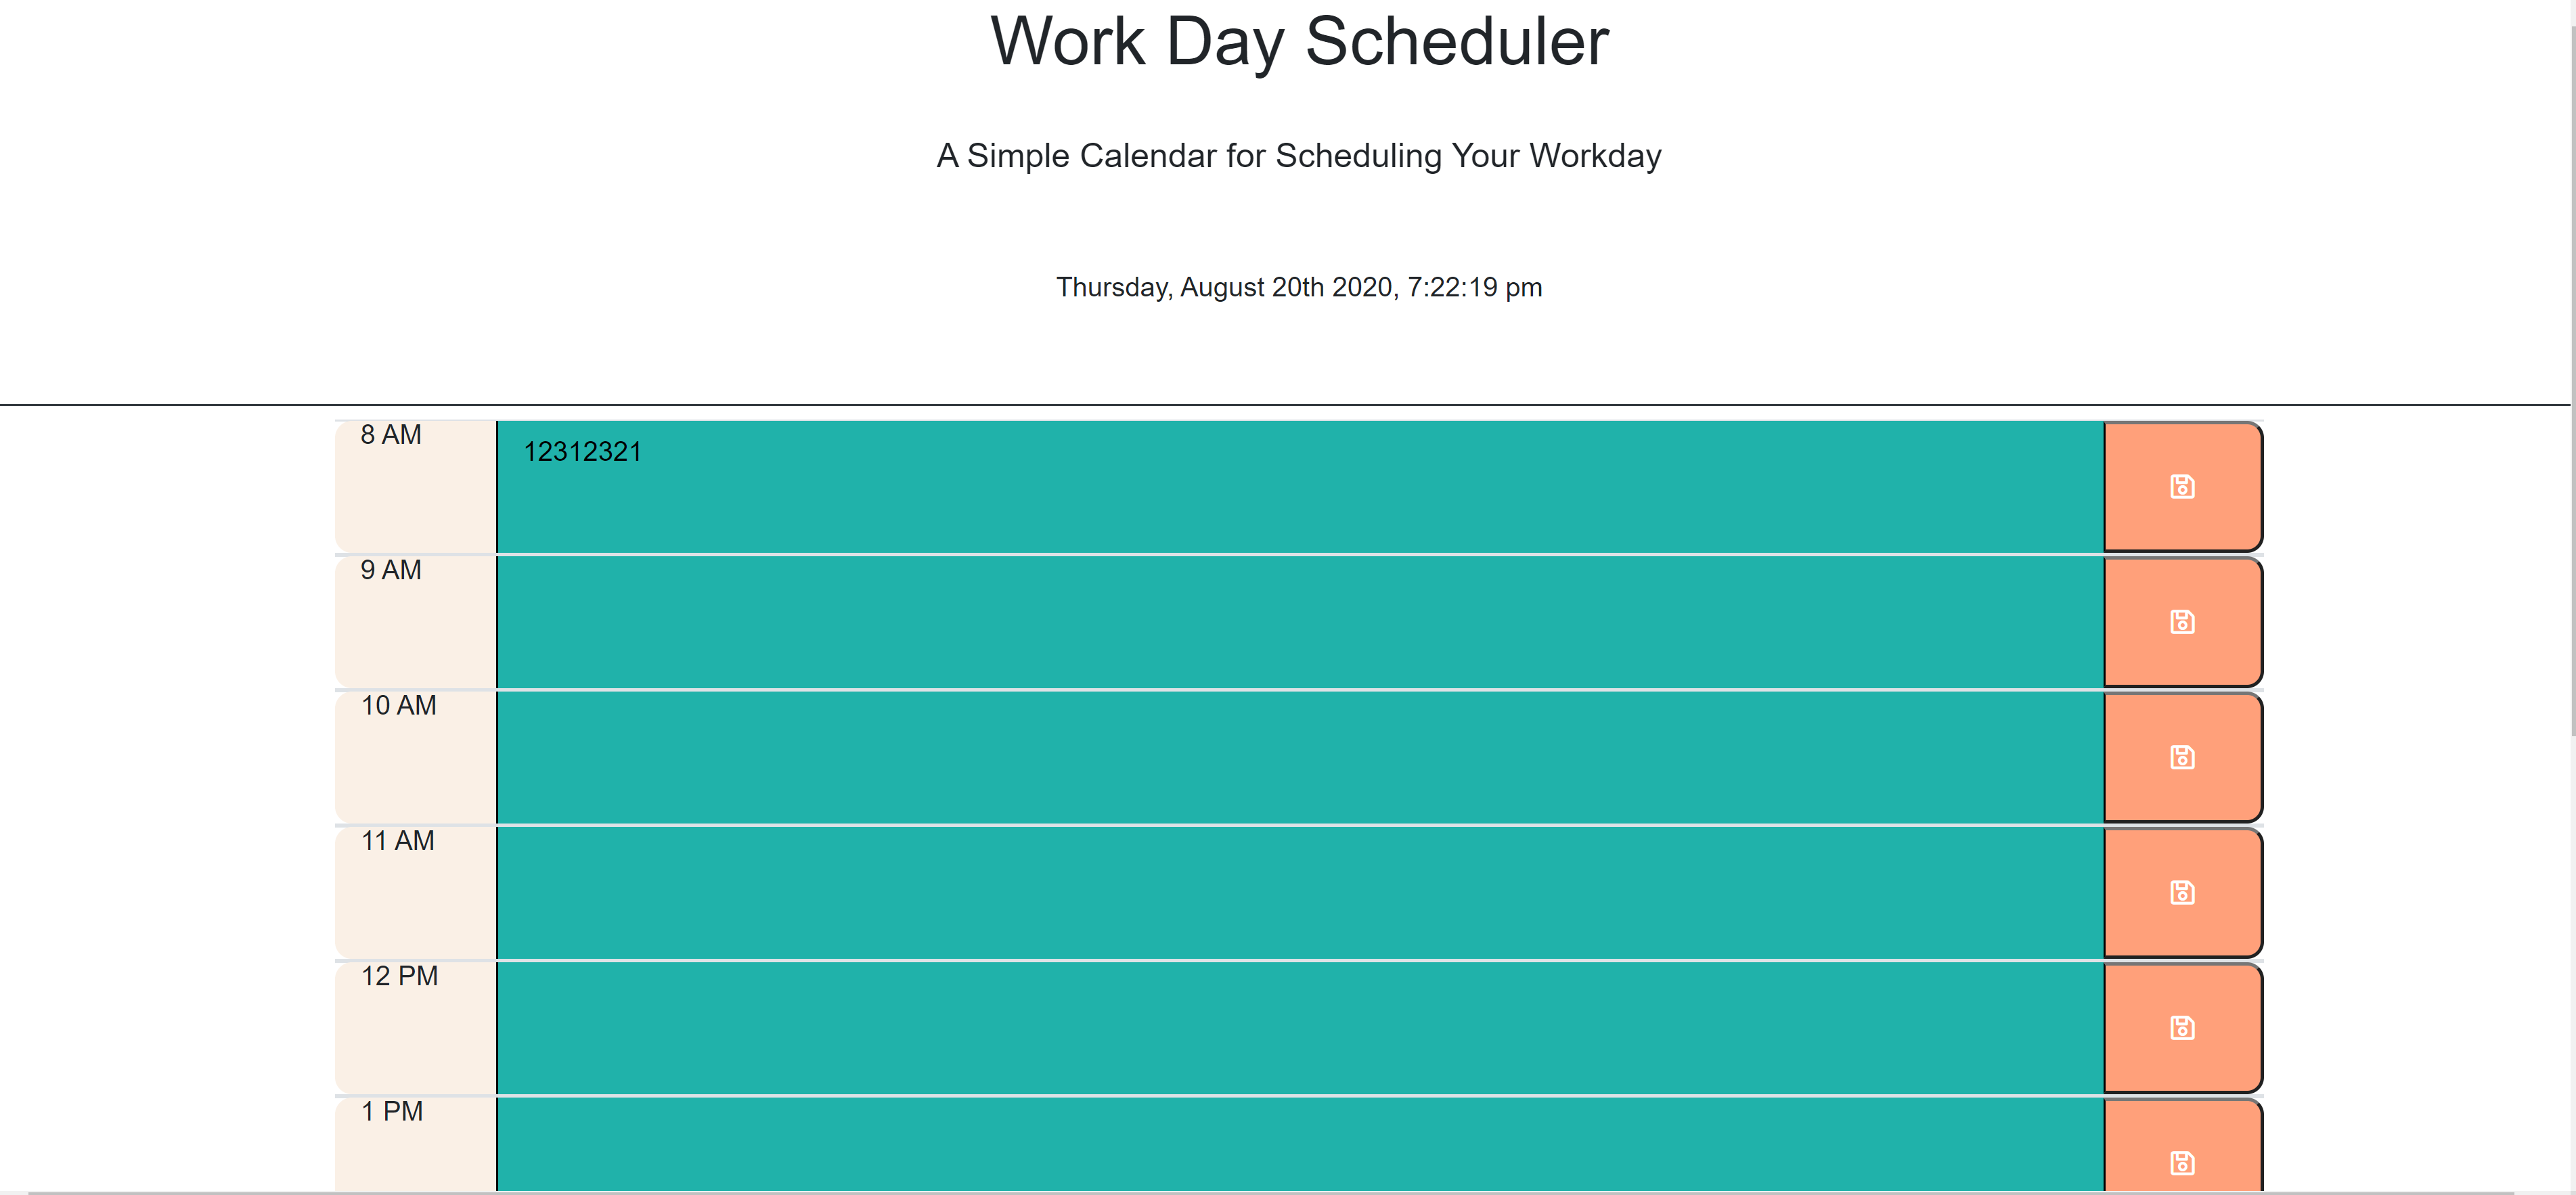 Work Day Scheduler
A Simple Calendar for Scheduling Your Workday
Thursday, August 20th 2020, 7:22:19 pm
8 AM
12312321
9 AM
10 AM
11 AM
12 PM
1 PM